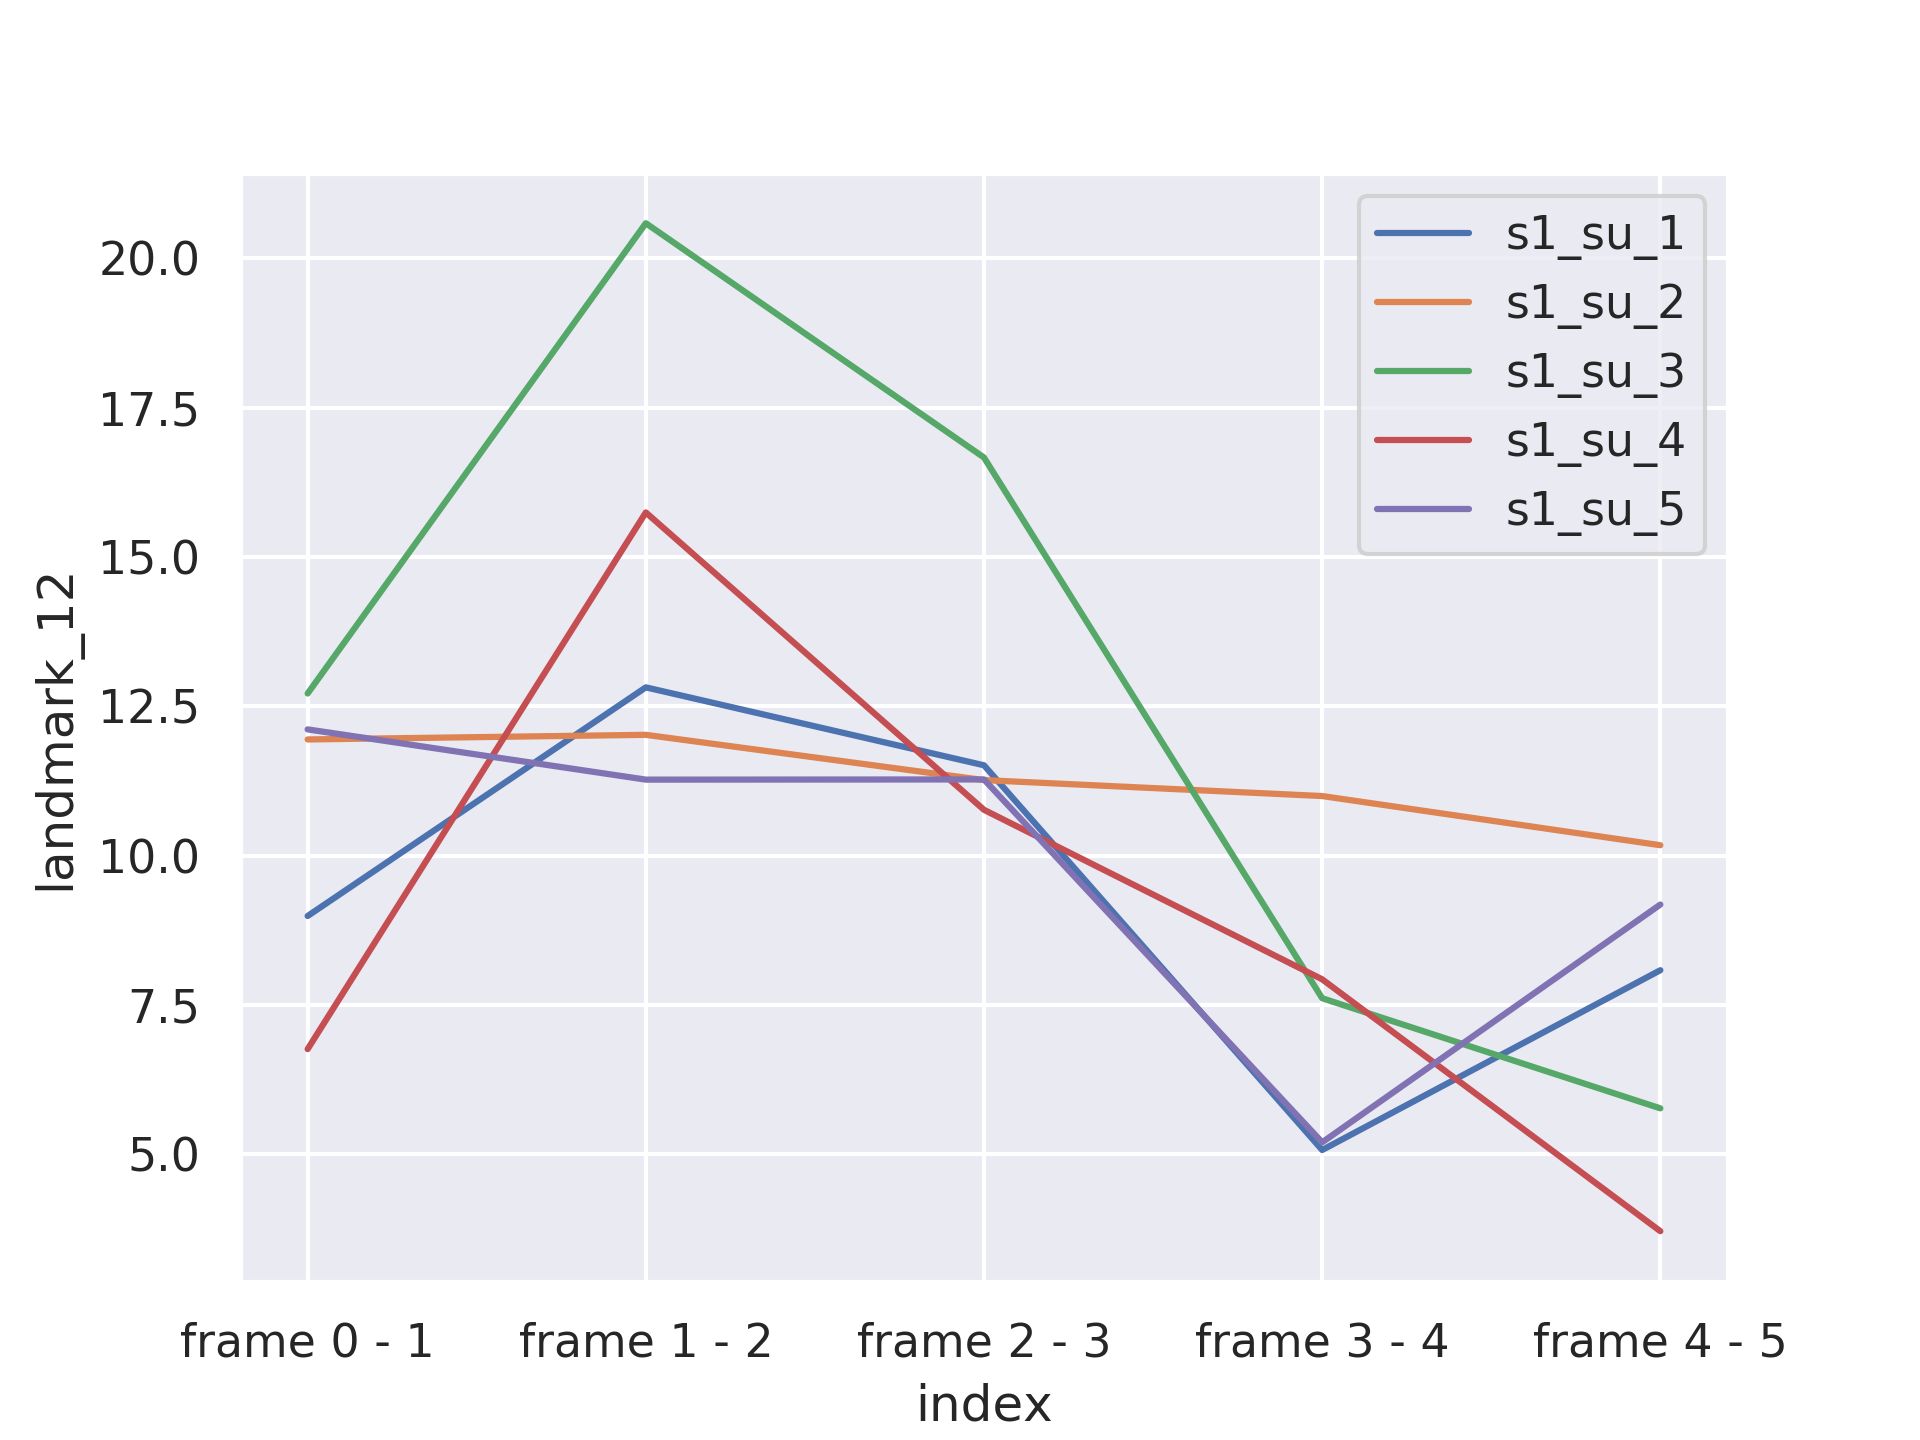 s1_su_1
s1_su_2
s1_su_3
s1_su_4
s1_su_5
landmark_12
20.0
17.5
15.0
12.5
10.0
7.5
5.0
frame 0 - 1
frame 1 - 2
frame 2 - 3
frame 3 - 4
frame 4 - 5
index